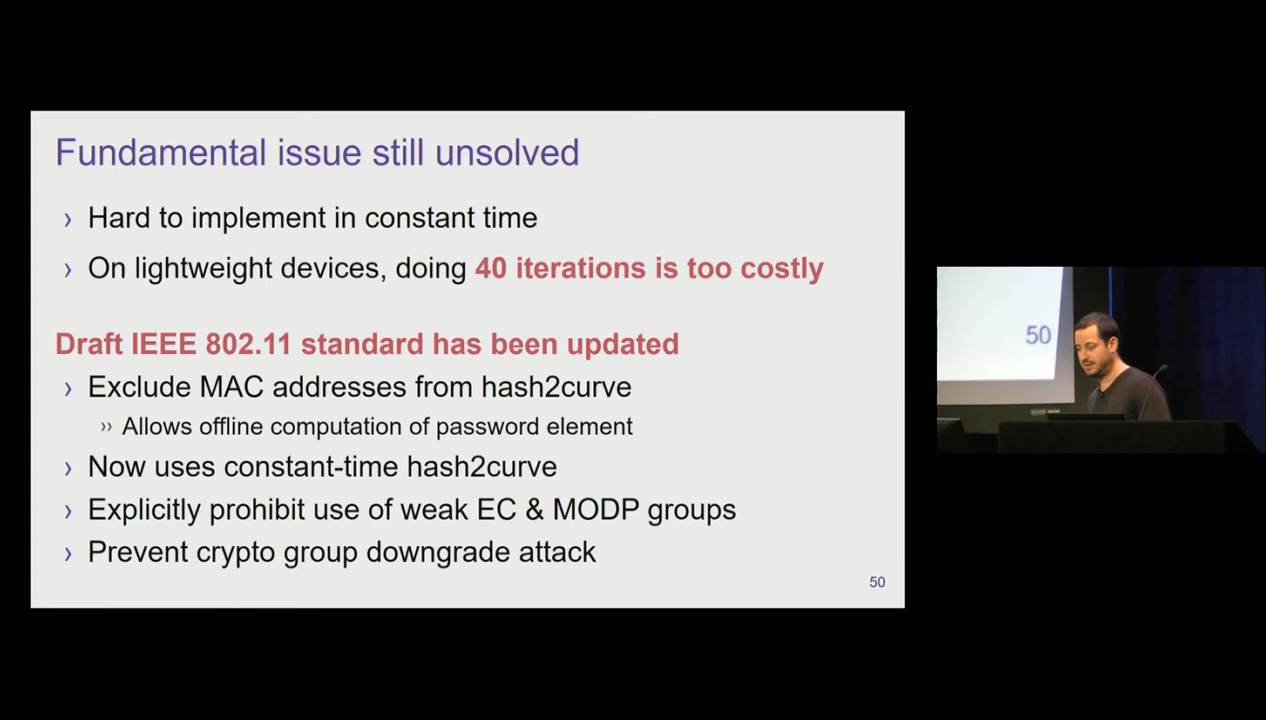 Fundamental issue still unsolved
› Hard to implement in constant time
› On lightweight devices, doing 40 iterations is too costly
Draft IEEE 802.11 standard has been updated
› Exclude MAC addresses from hash2curve
›› Allows offline computation of password element
› Now uses constant-time hash2curve
› Explicitly prohibit use of weak EC & MODP groups
› Prevent crypto group downgrade attack
50
50